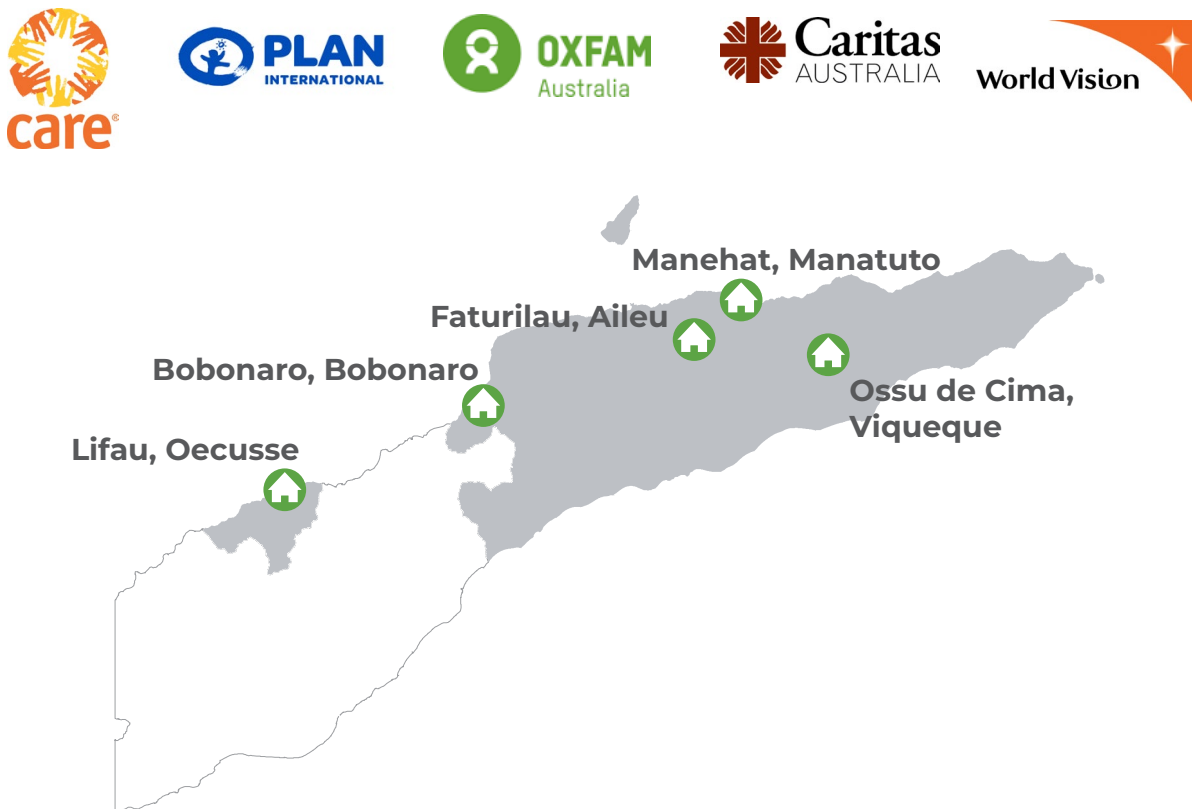 care®
PLAN
INTERNATIONAL
OXFAM
Australia
Caritas
AUSTRALIA
World Vision
Manehat, Manatuto
Faturilau, Aileu
Bobonaro, Bobonaro
Ossu de Cima,
Viqueque
Lifau, Oecusse